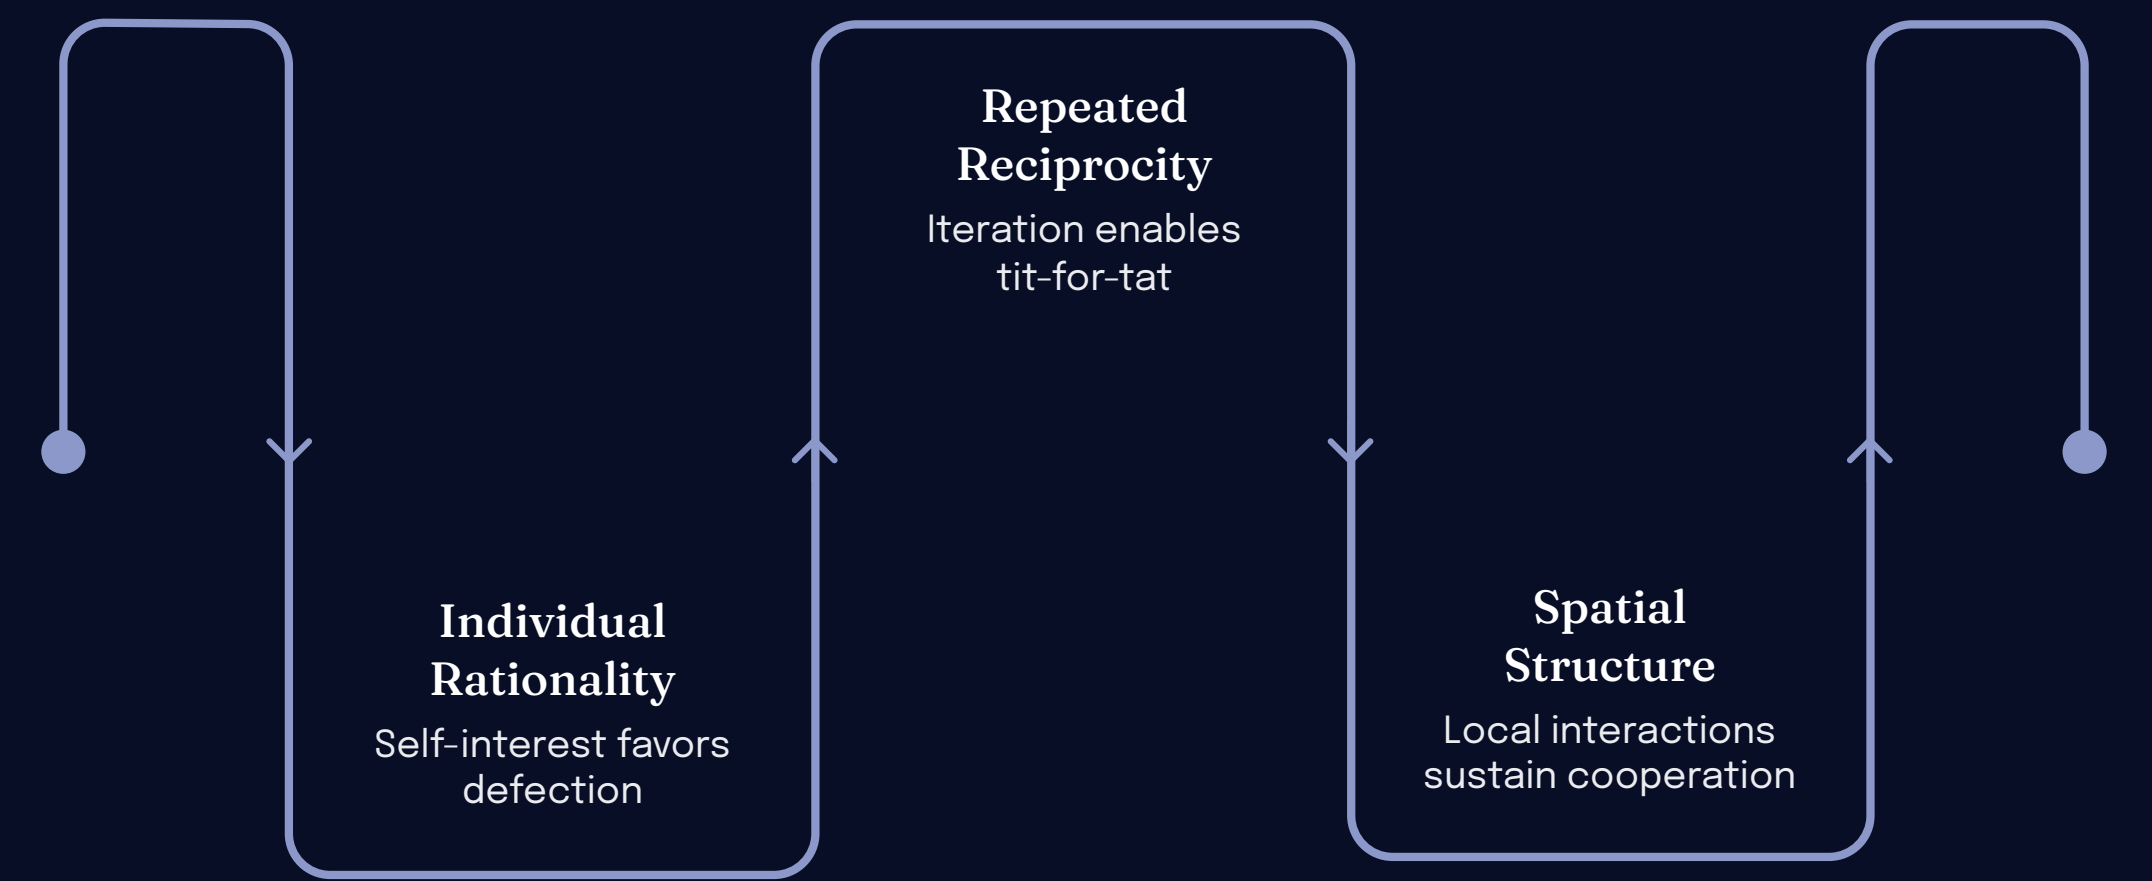 Individual
Rationality
Self-interest favors
defection
Repeated
Reciprocity
Iteration enables
tit-for-tat
Spatial
Structure
Local interactions
sustain cooperation